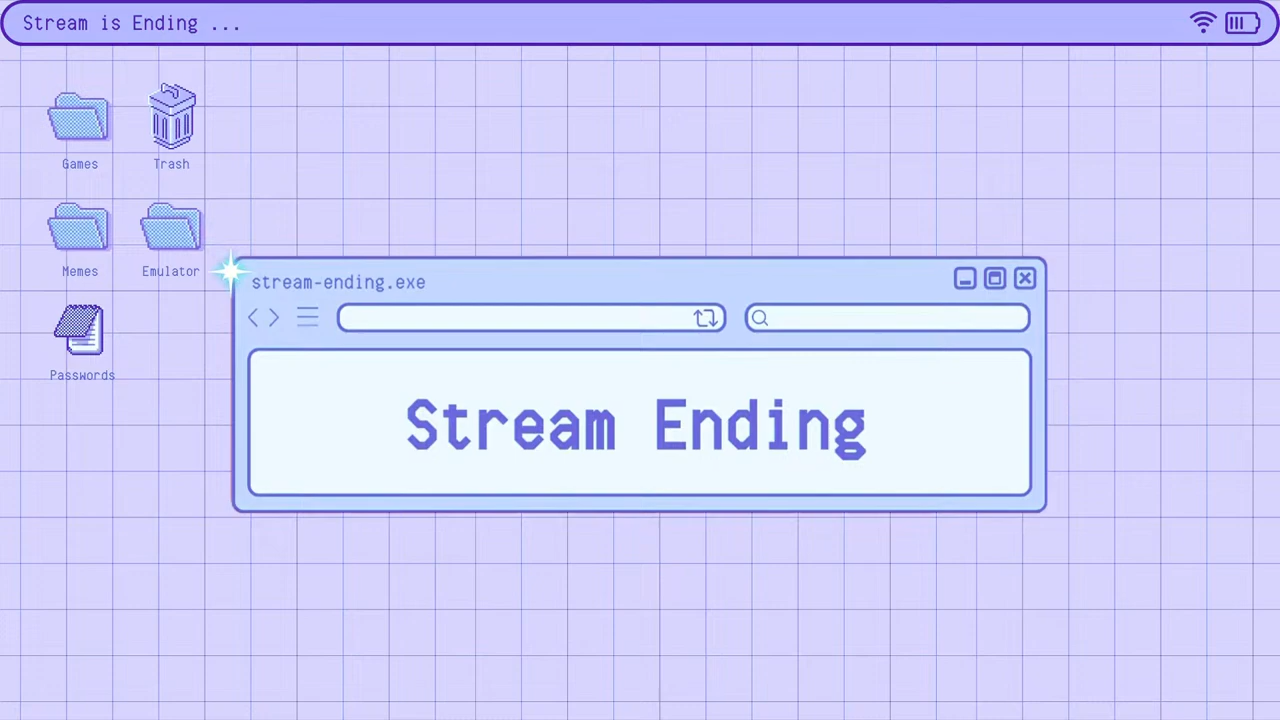 Stream is Ending ...
Games
Trash
Memes
Emulator
Passwords
stream-ending.exe
Stream Ending